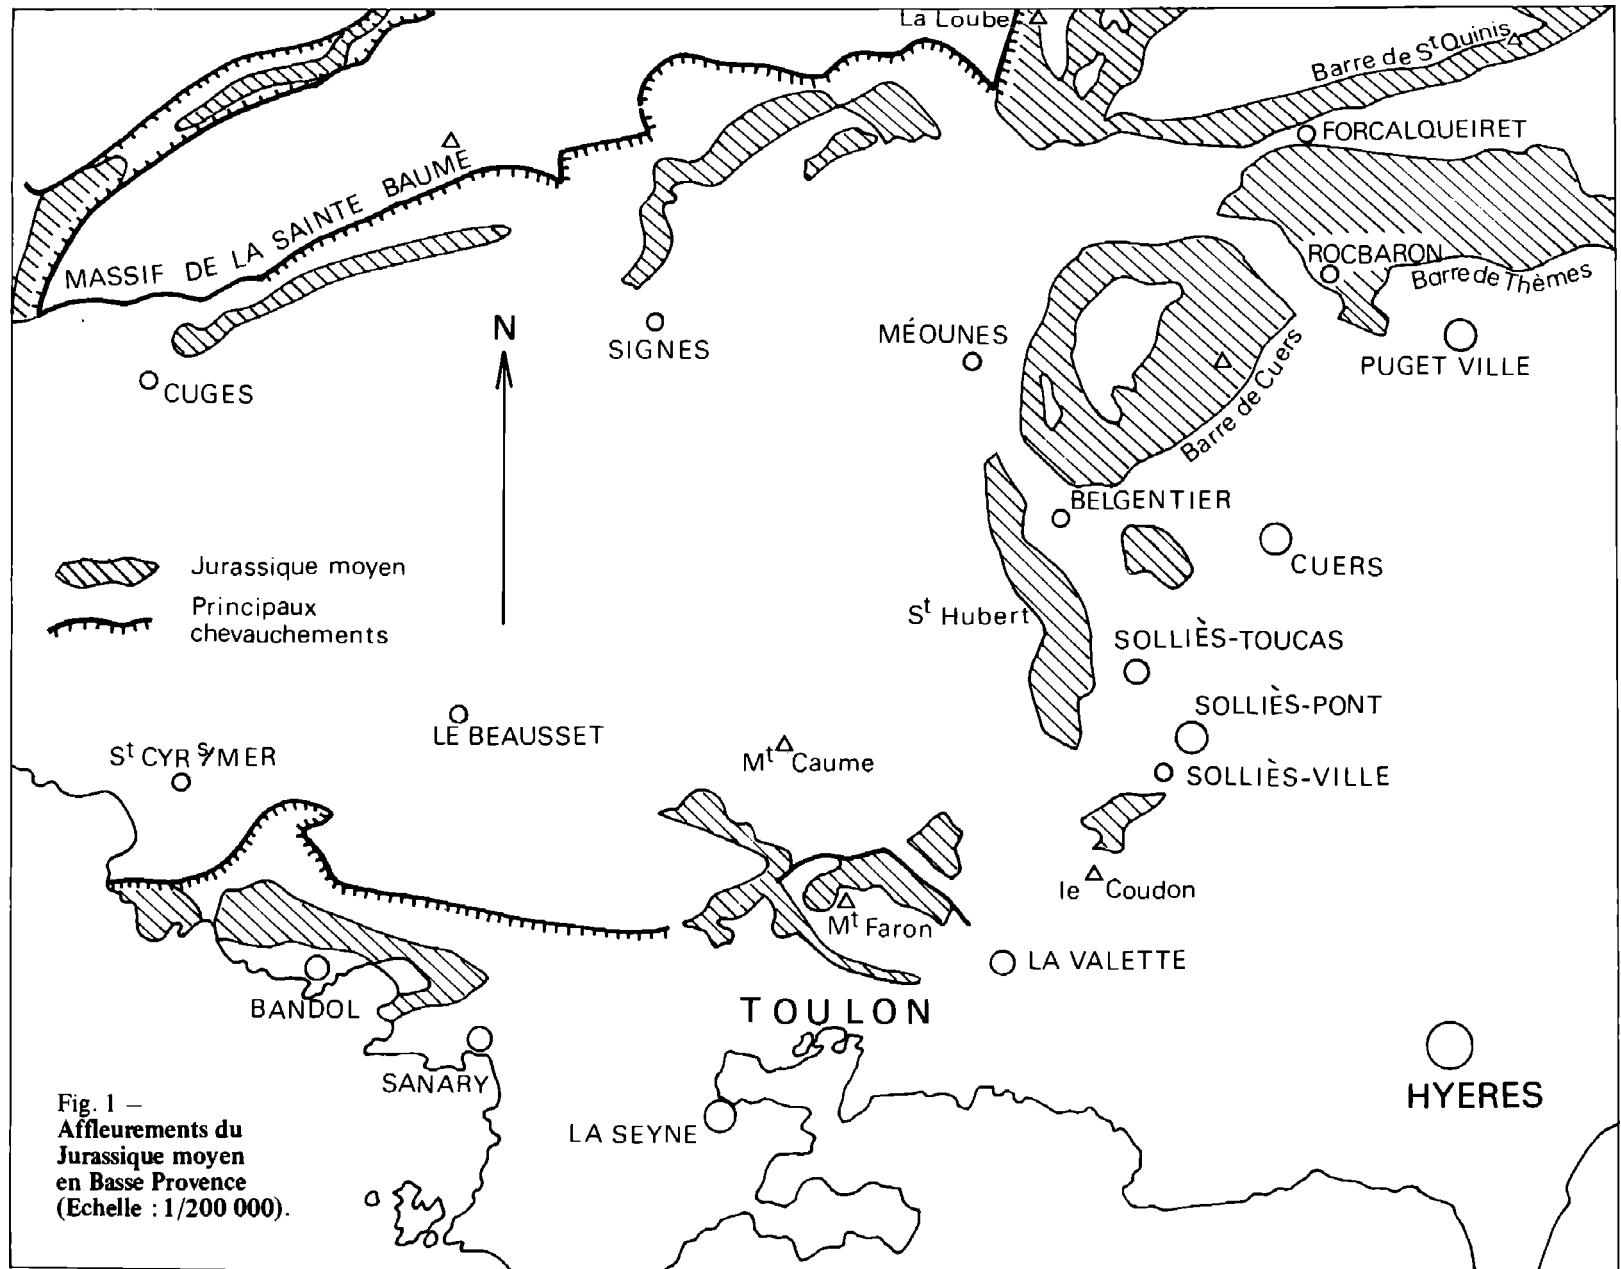 La Loube
Barre de St Quinis
FORCALQUEIRET
MASSIF DE LA SAINTE BAUME
ROCBARON
Barre de Thèmes
N
SIGNES
MÉOUNES
PUGET VILLE
CUGES
Barre de Cuers
BELGENTIER
CUERS
Jurassique moyen
Principaux
chevauchements
St Hubert
SOLLIÈS-TOUCAS
SOLLIÈS-PONT
LE BEAUSSET
St CYR s/MER
Mt Caume
SOLLIÈS-VILLE
le Coudon
Mt Faron
LA VALETTE
BANDOL
TOULON
SANARY
HYERES
LA SEYNE
Fig. 1 –
Affleurements du
Jurassique moyen
en Basse Provence
(Echelle : 1/200 000).